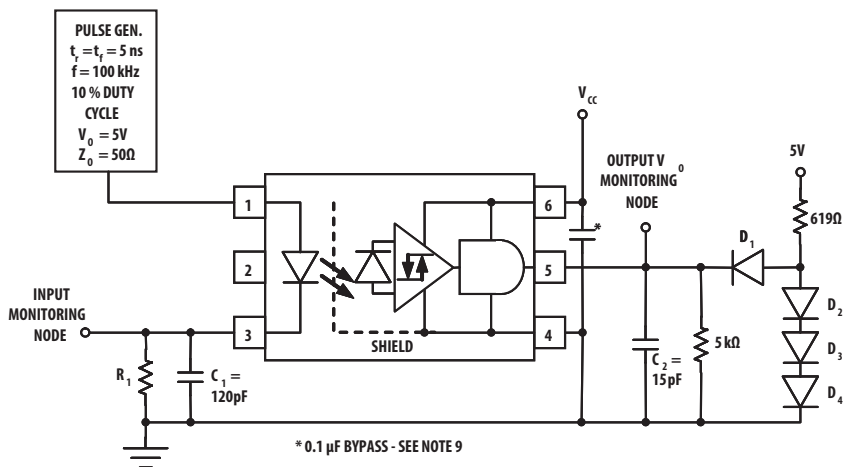 PULSE GEN.
tr = tf = 5 ns
f = 100 kHz
10 % DUTY
CYCLE
V0 = 5V
Z0 = 50Ω
VCC
OUTPUT V0
MONITORING
NODE
5V
619Ω
1
6
*
D1
2
5
D2
INPUT
MONITORING
NODE
3
4
SHIELD
R1
C1 =
120pF
C2 =
15pF
5 kΩ
D3
D4
* 0.1 µF BYPASS - SEE NOTE 9